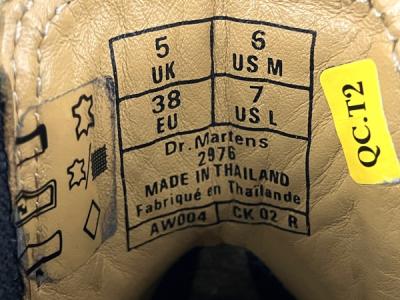 5 6
UK US M
38 7
EU US L
Dr. Martens
2976
MADE IN THAILAND
Fabriqué en Thaïlande
AW004 CK 02 R
QC.T2